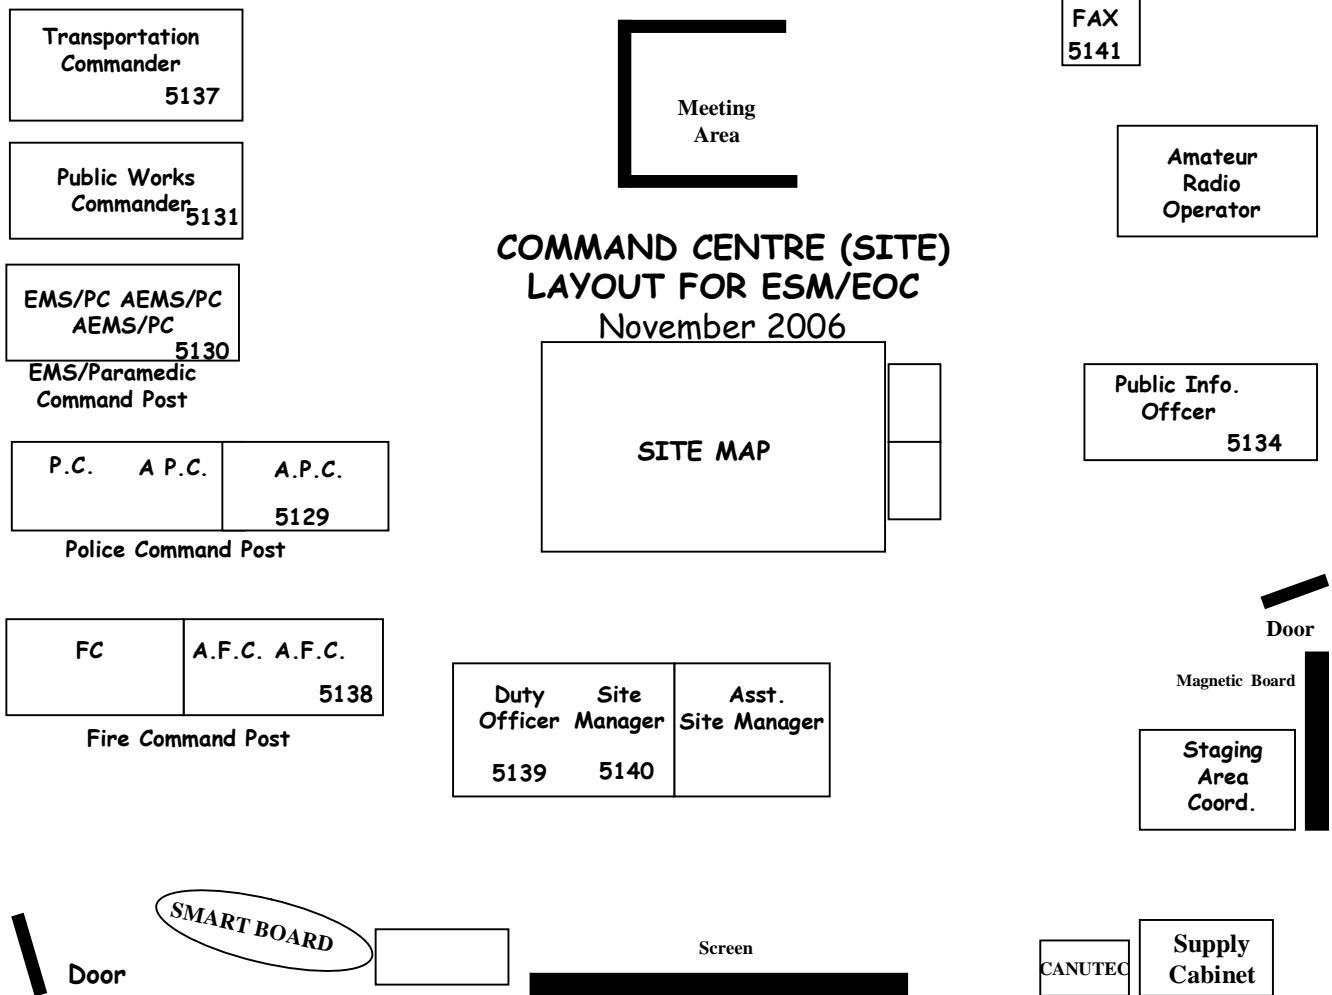 Transportation
Commander
5137
Public Works
Commander
5131
EMS/PC AEMS/PC
AEMS/PC
5130
EMS/Paramedic
Command Post
P.C. A P.C. A.P.C.
5129
Police Command Post
FC A.F.C. A.F.C.
5138
Fire Command Post
Meeting
Area
COMMAND CENTRE (SITE)
LAYOUT FOR ESM/EOC
November 2006
SITE MAP
Duty
Officer
5139
Site
Manager
5140
Asst.
Site Manager
FAX
5141
Amateur
Radio
Operator
Public Info.
Offcer
5134
Door
Magnetic Board
Staging
Area
Coord.
Door
SMART BOARD
Screen
CANUTEC
Supply
Cabinet